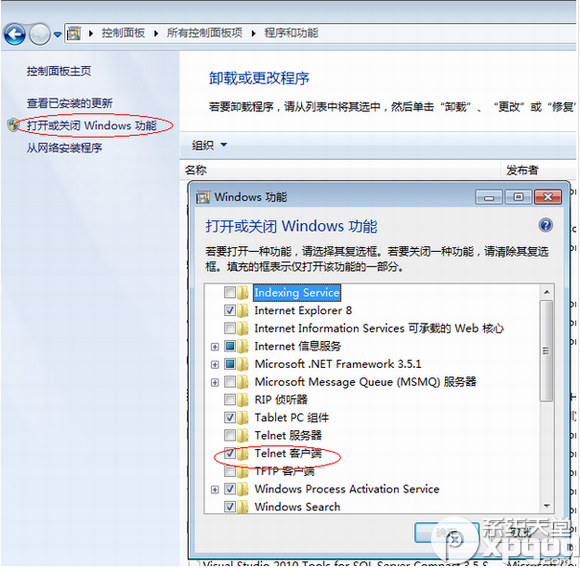 控制面板 ▸ 所有控制面板项 ▸ 程序和功能
控制面板主页
查看已安装的更新
打开或关闭 Windows 功能
从网络安装程序
卸载或更改程序
若要卸载程序，请从列表中将其选中，然后单击“卸载”、“更改”或“修复”
组织
名称 发布者
Windows 功能
打开或关闭 Windows 功能
若要打开一种功能，请选择其复选框。若要关闭一种功能，请清除其复选
框。填充的框表示仅打开该功能的一部分。
Indexing Service
Internet Explorer 8
Internet Information Services 可承载的 Web 核心
Internet 信息服务
Microsoft .NET Framework 3.5.1
Microsoft Message Queue (MSMQ) 服务器
RIP 侦听器
Tablet PC 组件
Telnet 服务器
Telnet 客户端
TFTP 客户端
Windows Process Activation Service
Windows Search
系统天堂
Visual Studio 2010 Tools for SQL Server Compact 3.5 S... Microsoft Corp